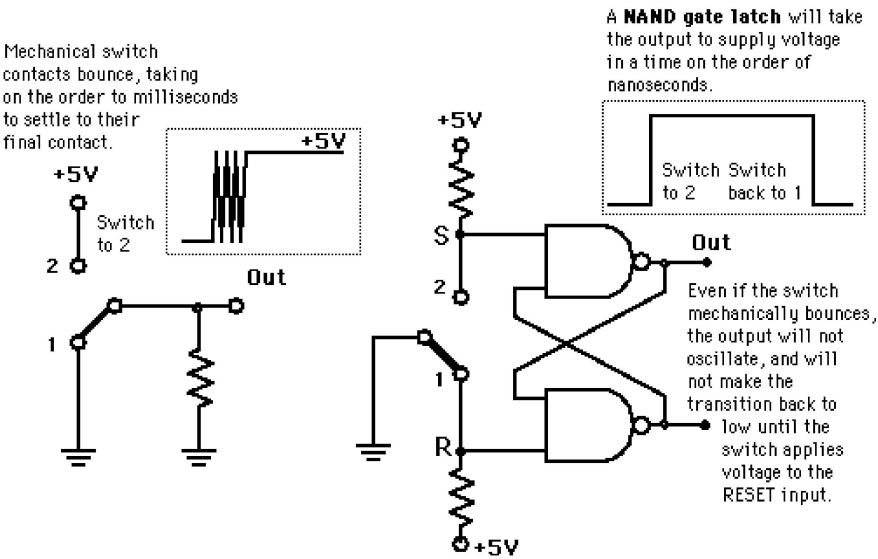 Mechanical switch
contacts bounce, taking
on the order to milliseconds
to settle to their
final contact.
+5V
+5V
Switch
to 2
2
Out
1
A NAND gate latch will take
the output to supply voltage
in a time on the order of
nanoseconds.
+5V
Switch Switch
to 2 back to 1
S
Out
2
1
R
+5V
Even if the switch
mechanically bounces,
the output will not
oscillate, and will
not make the
transition back to
low until the
switch applies
voltage to the
RESET input.